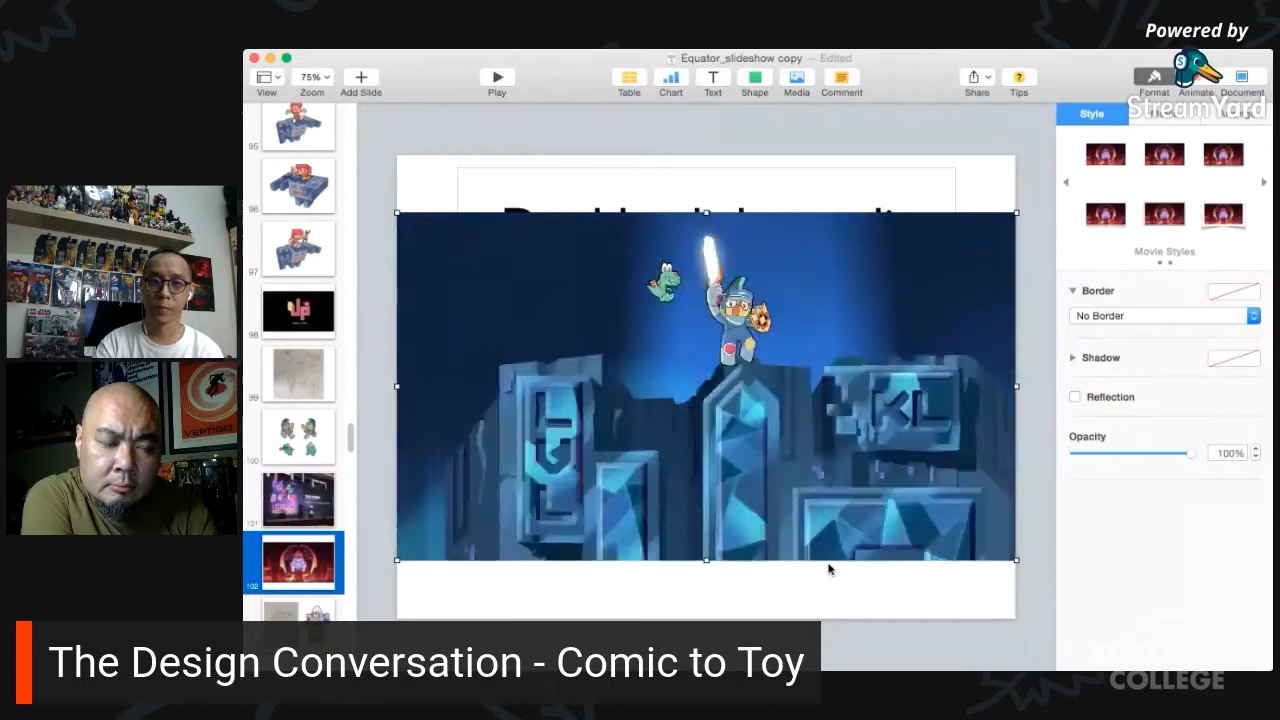 Powered by
StreamYard
Equator_slideshow copy — Edited
75%
View
Zoom
Add Slide
Play
Table
Chart
Text
Shape
Media
Comment
Share
Tips
Format
Animate
Document
Style
95
96
97
98
99
100
101
102
Movie Styles
Border
No Border
Shadow
Reflection
Opacity
100%
KL
VERTIGO
The Design Conversation - Comic to Toy
COLLEGE